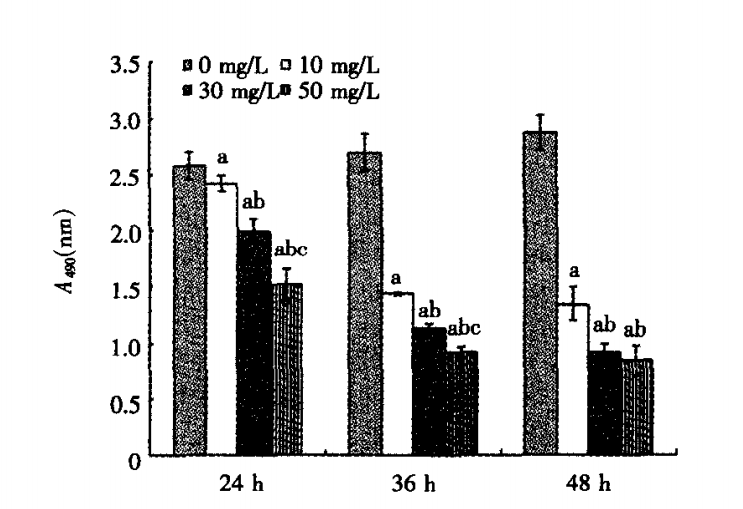 3.5
0 mg/L 10 mg/L
30 mg/L 50 mg/L
3.0
2.5
2.0
1.5
1.0
0.5
0
A490(nm)
a
ab
abc
a
ab
abc
a
ab ab
24 h 36 h 48 h